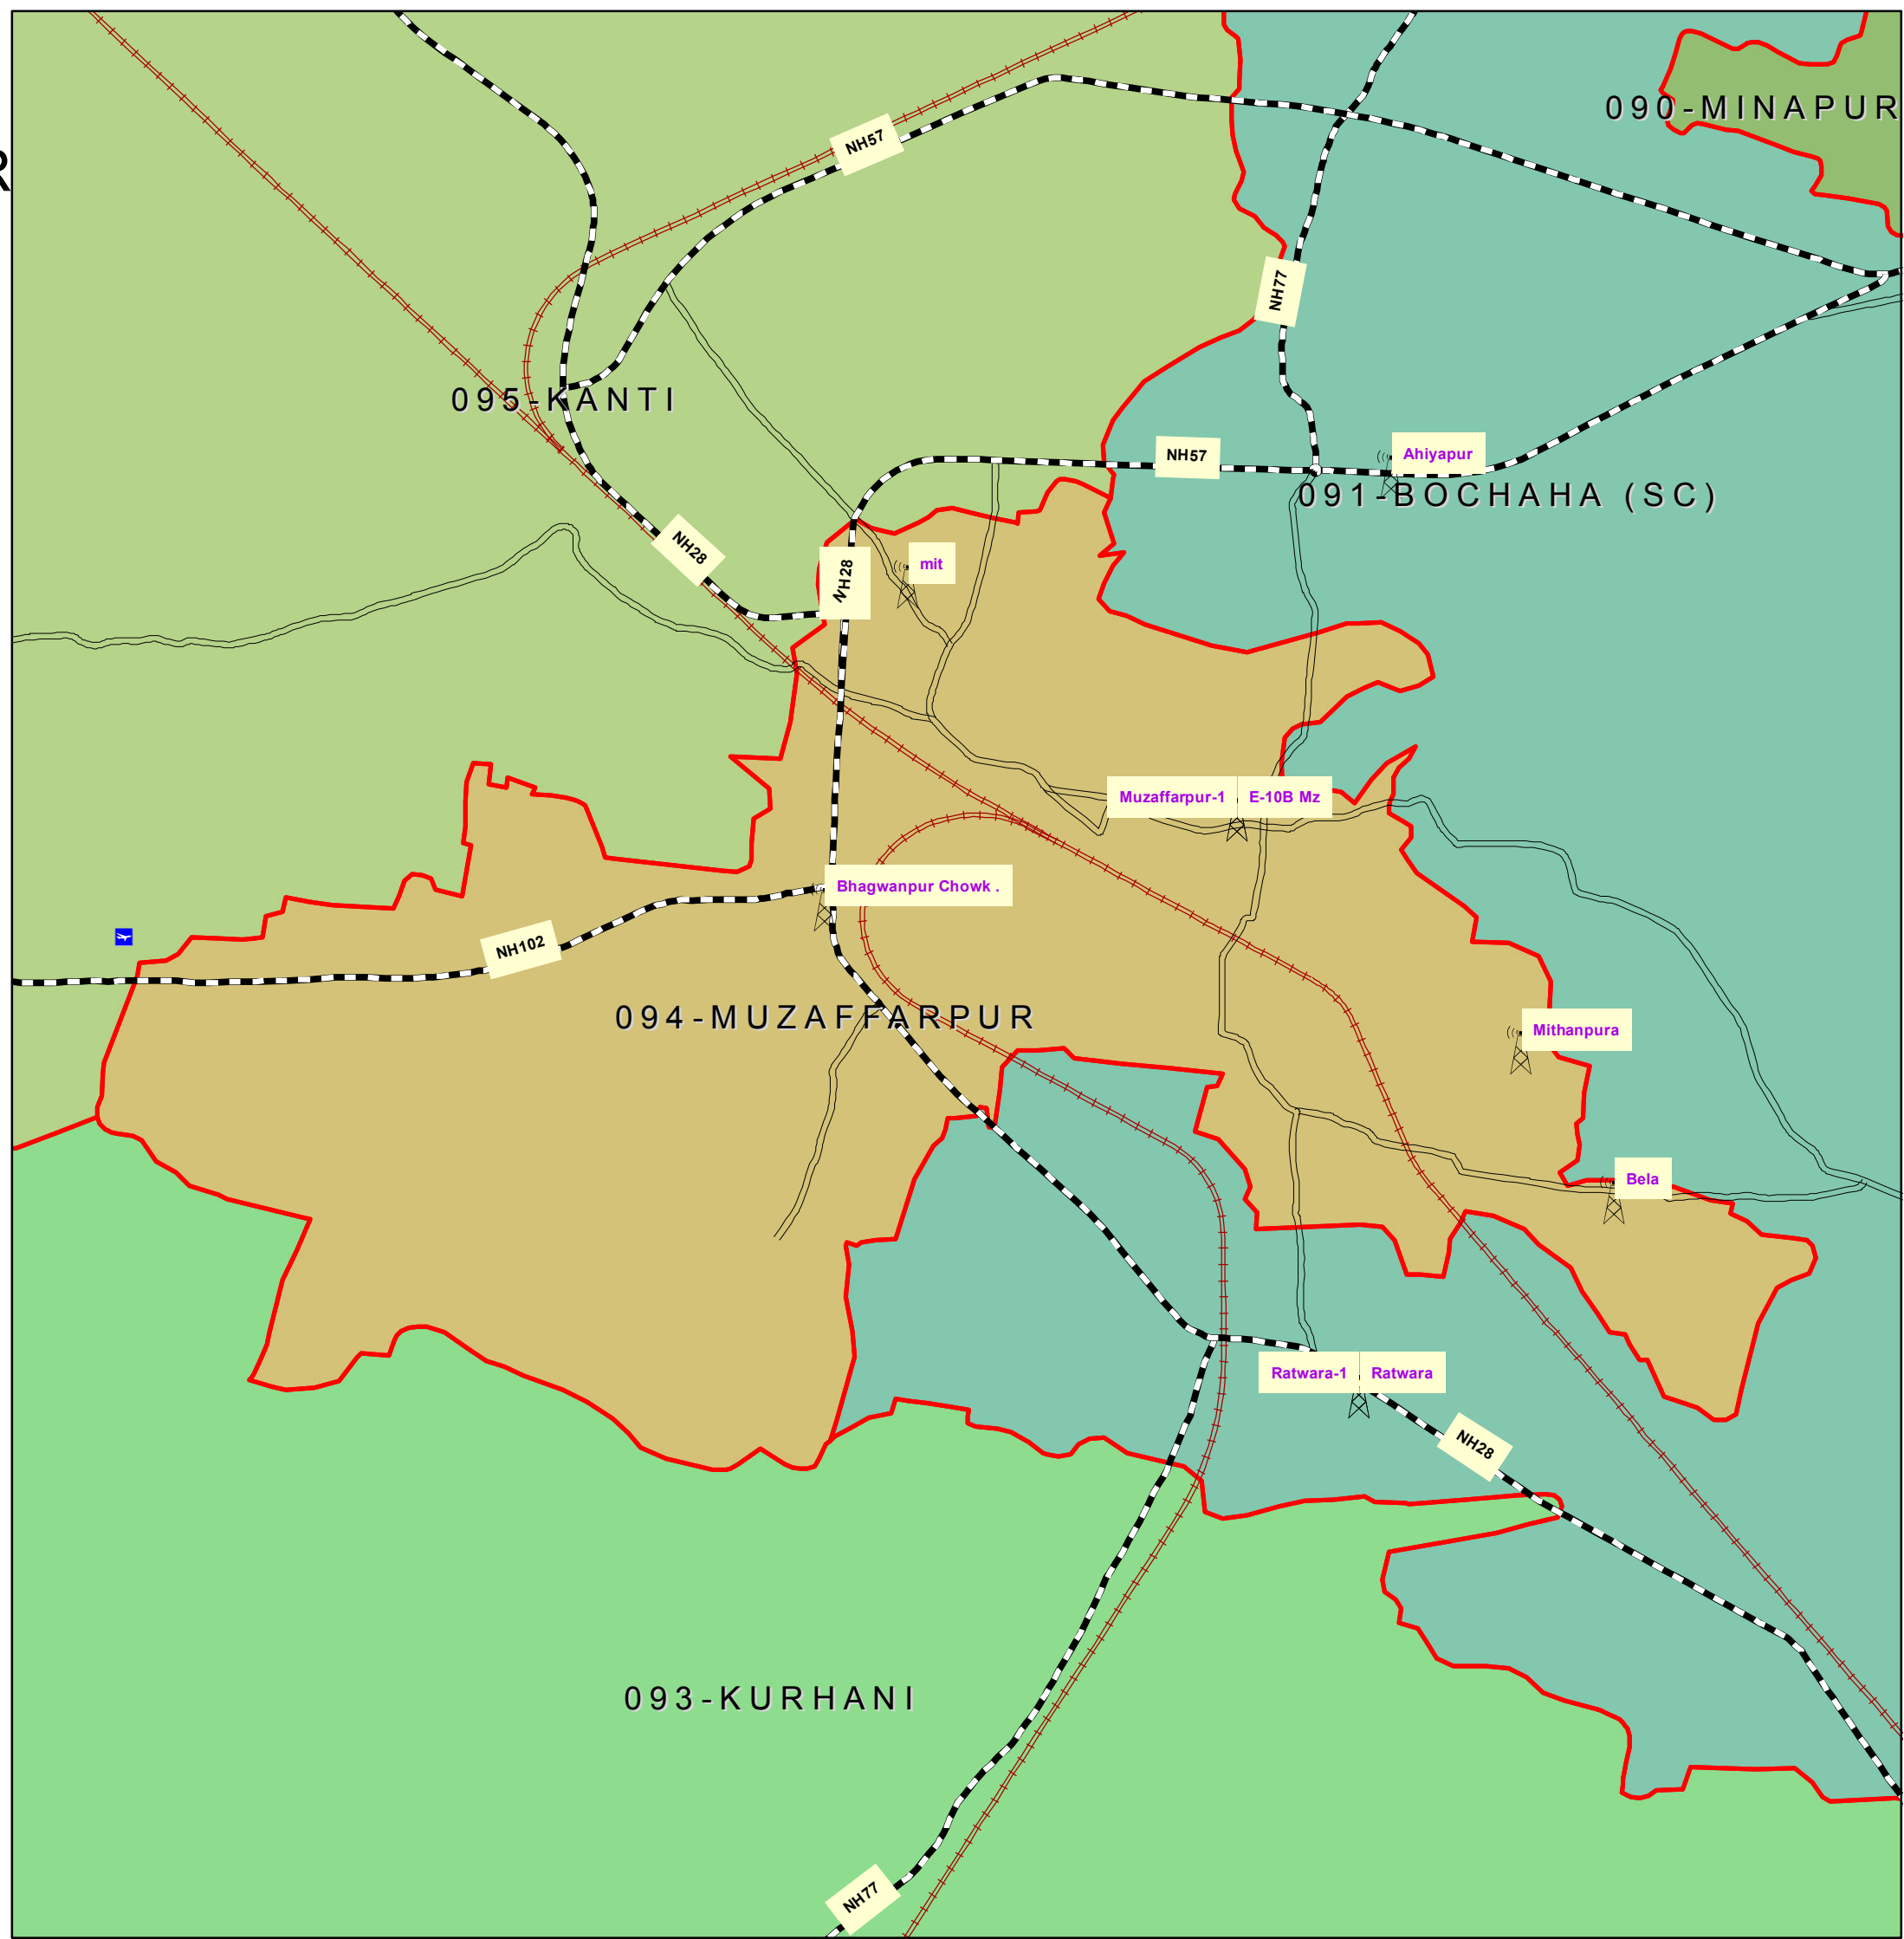 090-MINAPUR
NH57
R
NH77
095-KANTI
NH57
Ahiyapur
091-BOCHAHA (SC)
NH28
mit
NH28
Muzaffarpur-1
E-10B Mz
Bhagwanpur Chowk .
NH102
094-MUZAFFARPUR
Mithanpura
Bela
Ratwara-1
Ratwara
NH28
093-KURHANI
NH77